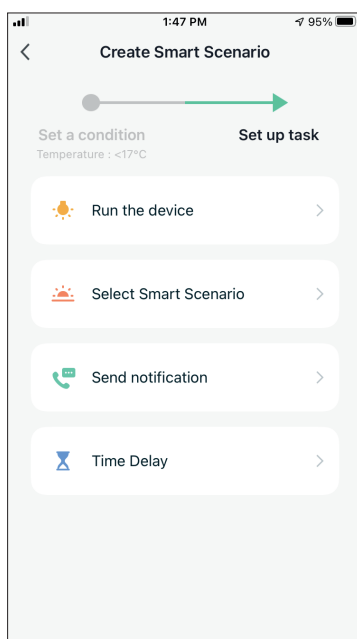 1:47 PM 95%
Create Smart Scenario
Set a condition Set up task
Temperature : <17°C
Run the device
Select Smart Scenario
Send notification
Time Delay